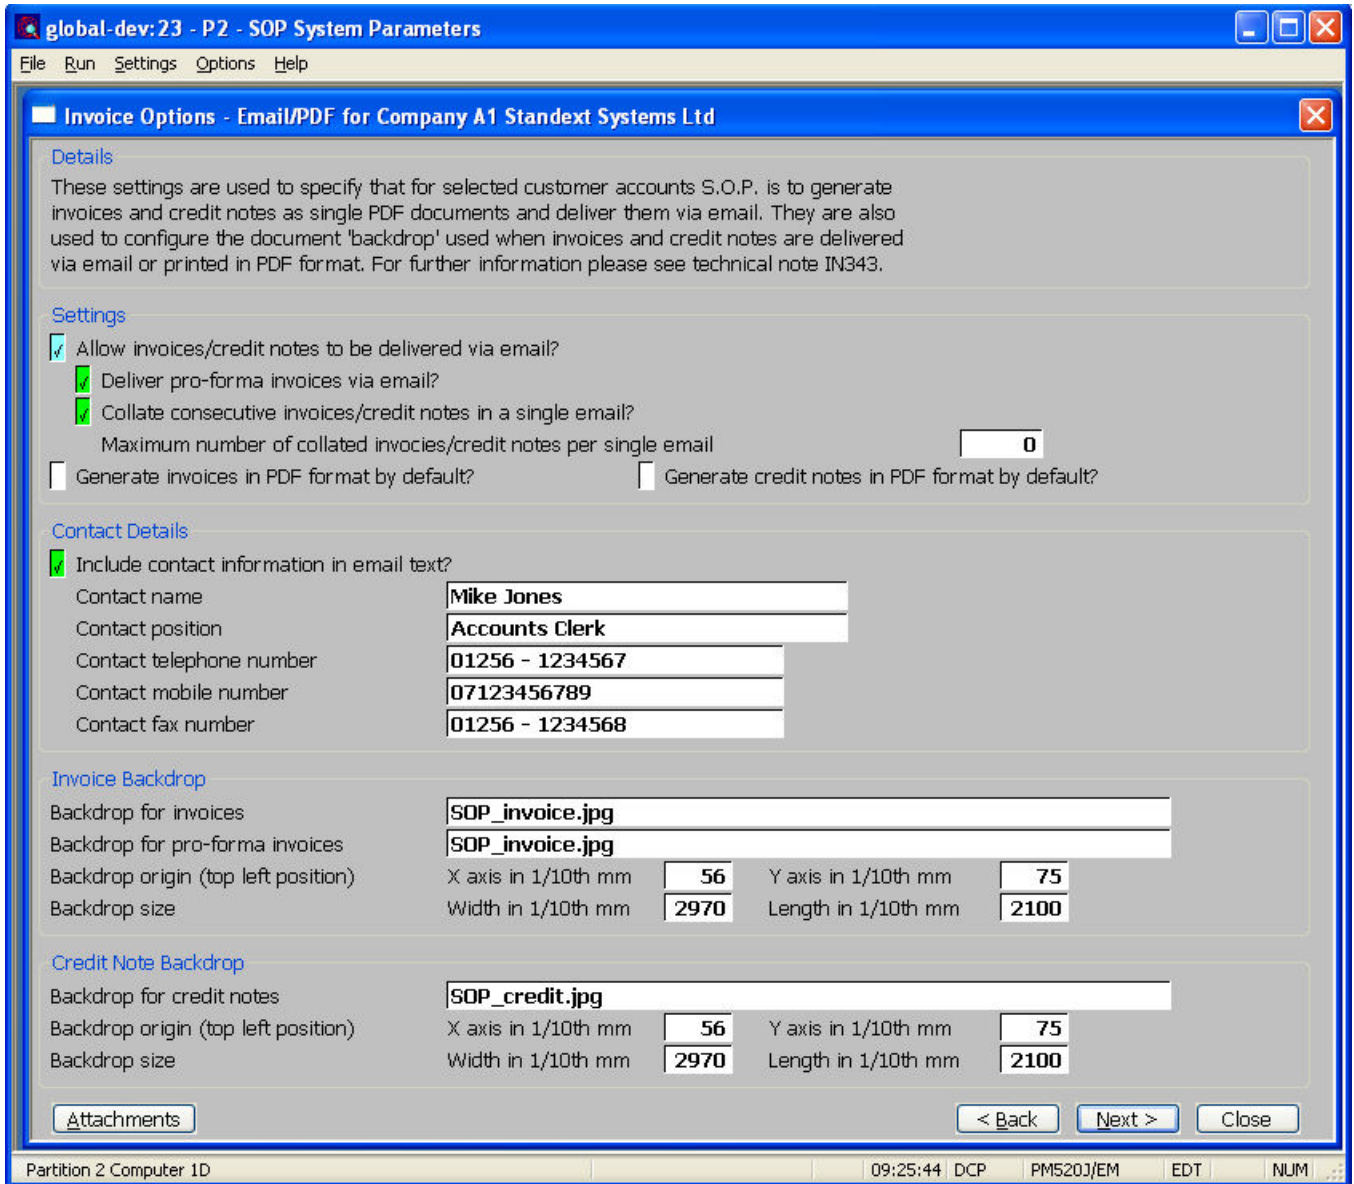 global-dev:23 - P2 - SOP System Parameters
File Run Settings Options Help
Invoice Options - Email/PDF for Company A1 Standext Systems Ltd
Details
These settings are used to specify that for selected customer accounts S.O.P. is to generate
invoices and credit notes as single PDF documents and deliver them via email. They are also
used to configure the document 'backdrop' used when invoices and credit notes are delivered
via email or printed in PDF format. For further information please see technical note IN343.
Settings
Allow invoices/credit notes to be delivered via email?
Deliver pro-forma invoices via email?
Collate consecutive invoices/credit notes in a single email?
Maximum number of collated invocies/credit notes per single email 0
Generate invoices in PDF format by default? Generate credit notes in PDF format by default?
Contact Details
Include contact information in email text?
Contact name Mike Jones
Contact position Accounts Clerk
Contact telephone number 01256 - 1234567
Contact mobile number 07123456789
Contact fax number 01256 - 1234568
Invoice Backdrop
Backdrop for invoices SOP_invoice.jpg
Backdrop for pro-forma invoices SOP_invoice.jpg
Backdrop origin (top left position) X axis in 1/10th mm 56 Y axis in 1/10th mm 75
Backdrop size Width in 1/10th mm 2970 Length in 1/10th mm 2100
Credit Note Backdrop
Backdrop for credit notes SOP_credit.jpg
Backdrop origin (top left position) X axis in 1/10th mm 56 Y axis in 1/10th mm 75
Backdrop size Width in 1/10th mm 2970 Length in 1/10th mm 2100
Attachments < Back Next > Close
Partition 2 Computer 1D 09:25:44 DCP PM520J/EM EDT NUM